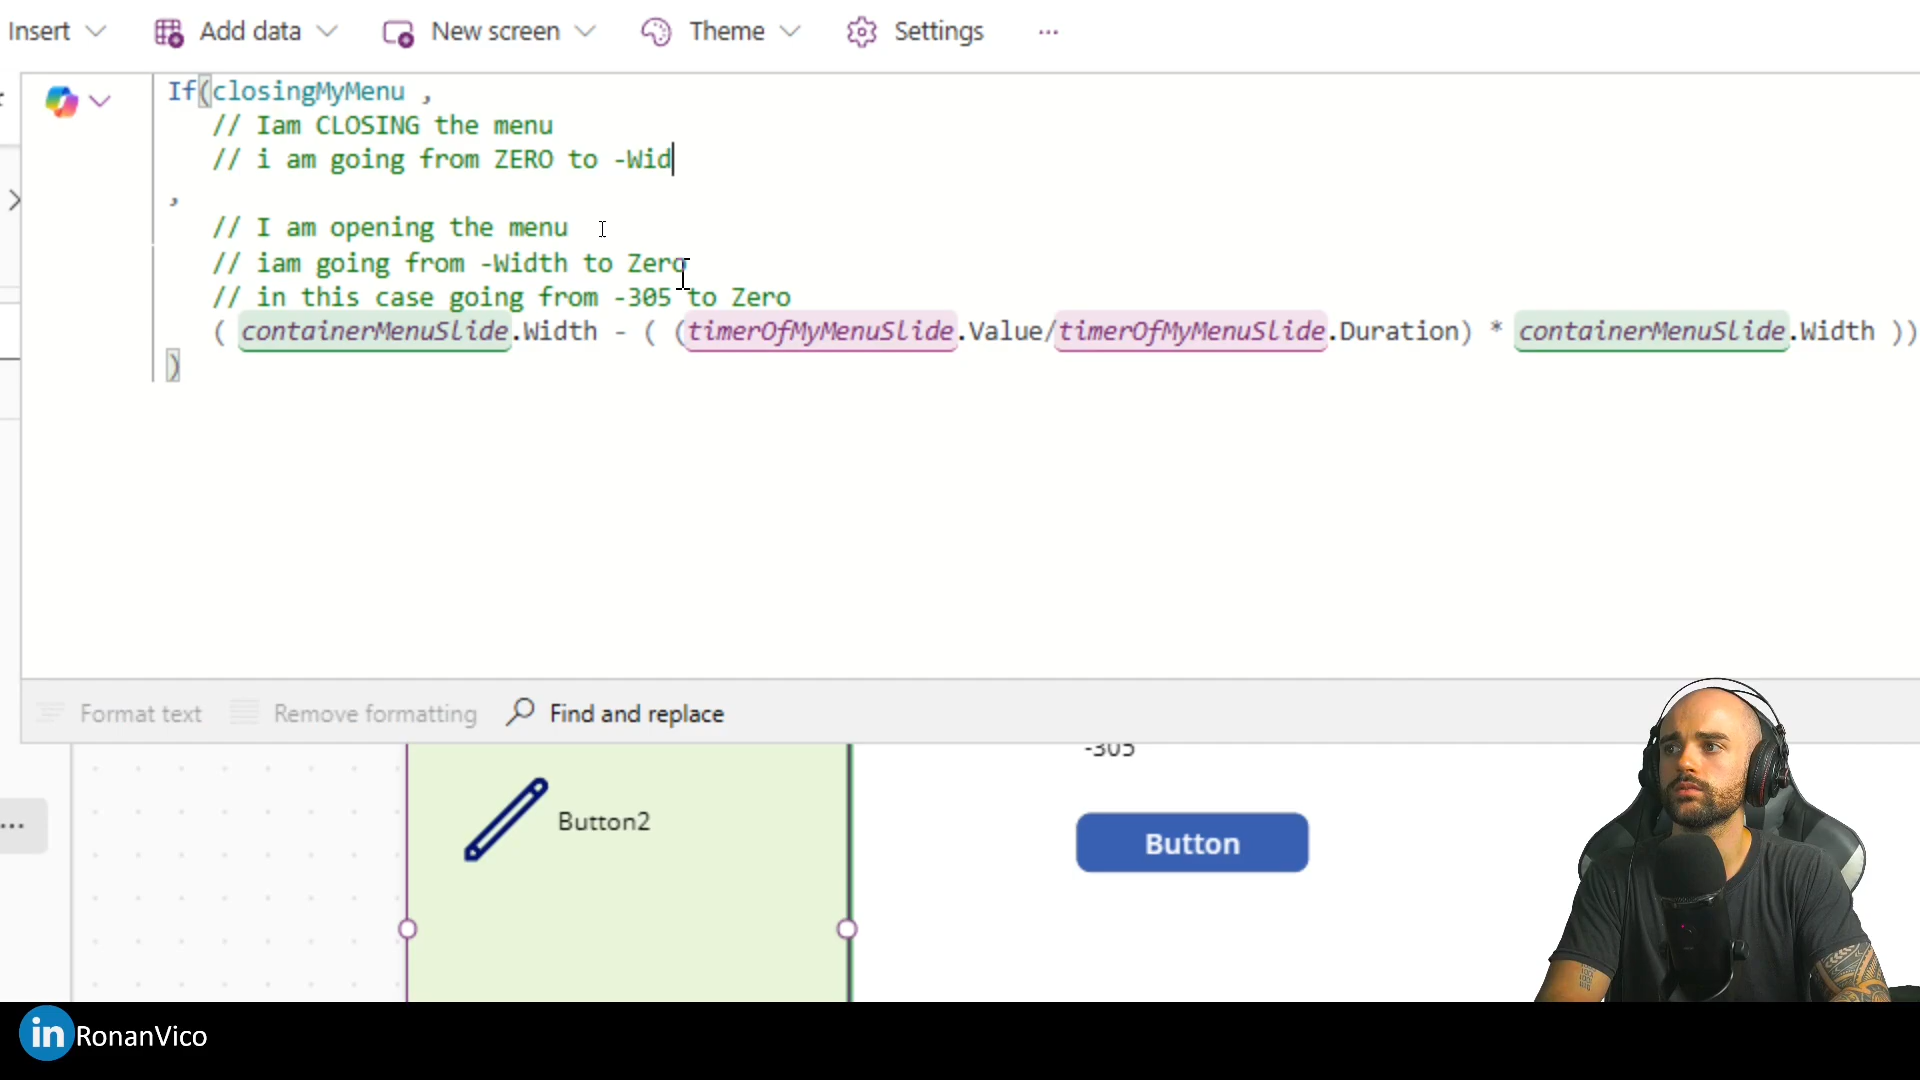 Insert Add data New screen Theme Settings ...
If(closingMyMenu ,
// Iam CLOSING the menu
// i am going from ZERO to -Wid
,
// I am opening the menu
// iam going from -Width to Zero
// in this case going from -305 to Zero
( containerMenuSlide.Width - ( (timerOfMyMenuSlide.Value/timerOfMyMenuSlide.Duration) * containerMenuSlide.Width ))
)
Format text Remove formatting Find and replace
-305
Button2
Button
in RonanVico